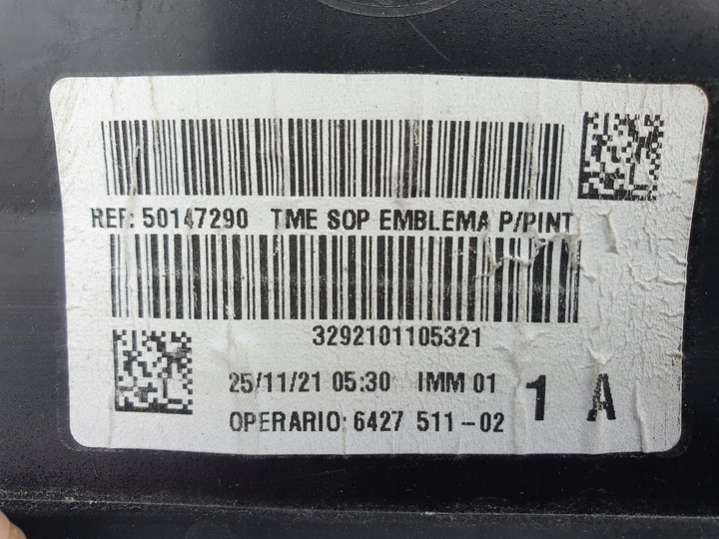 REF: 50147290 TME SOP EMBLEMA P/PINT
3292101105321
25/11/21 05:30 IMM 01
OPERARIO: 6427 511-02
1 A